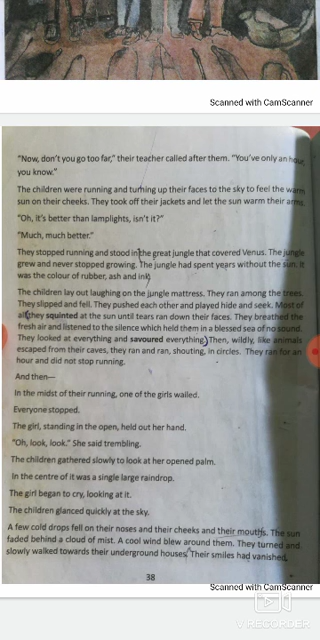 Scanned with CamScanner
"Now, don't you go too far," their teacher called after them. "You've only an hour,
you know."
The children were running and turning up their faces to the sky to feel the warm
sun on their cheeks. They took off their jackets and let the sun warm their arms.
"Oh, it's better than lamplights, isn't it?"
"Much, much better."
They stopped running and stood in the great jungle that covered Venus. The jungle
grew and never stopped growing. The jungle had spent years without the sun. It
was the colour of rubber, ash and ink.
The children lay out laughing on the jungle mattress. They ran among the trees.
They slipped and fell. They pushed each other and played hide and seek. Most of
all they squinted at the sun until tears ran down their faces. They breathed the
fresh air and listened to the silence which held them in a blessed sea of no sound.
They looked at everything and savoured everything. Then, wildly, like animals
escaped from their caves, they ran and ran, shouting, in circles. They ran for an
hour and did not stop running.
And then—
In the midst of their running, one of the girls wailed.
Everyone stopped.
The girl, standing in the open, held out her hand.
"Oh, look, look." She said trembling.
The children gathered slowly to look at her opened palm.
In the centre of it was a single large raindrop.
The girl began to cry, looking at it.
The children glanced quickly at the sky.
A few cold drops fell on their noses and their cheeks and their mouths. The sun
faded behind a cloud of mist. A cool wind blew around them. They turned and
slowly walked towards their underground houses. Their smiles had vanished.
38
Scanned with CamScanner
V RECORDER